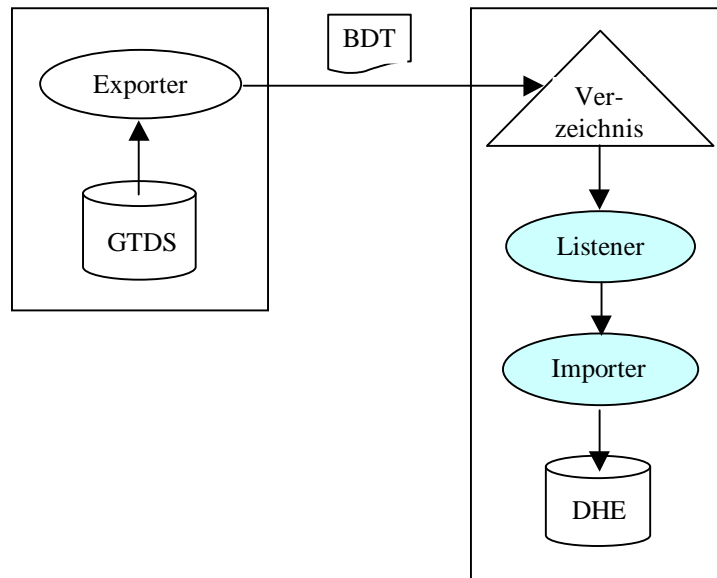 BDT
Exporter
GTDS
Ver-
zeichnis
Listener
Importer
DHE